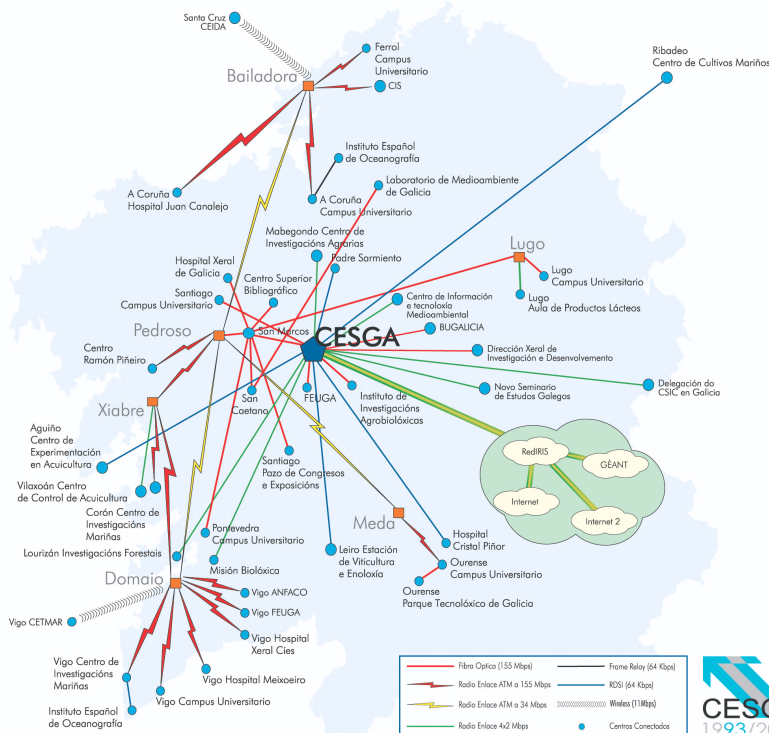 Santa Cruz
CEIDA
Ferrol
Campus
Universitario
Bailadora
CIS
Ribadeo
Centro de Cultivos Mariños
Instituto Español
de Oceanografía
Laboratorio de Medioambiente
de Galicia
A Coruña
Hospital Juan Canalejo
A Coruña
Campus Universitario
Mabegondo Centro de
Investigacións Agrarias
Padre Sarmiento
Lugo
Hospital Xeral
de Galicia
Centro Superior
Bibliográfico
Lugo
Campus Universitario
Santiago
Campus Universitario
Centro de Información
e tecnoloxía
Medioambental
Lugo
Aula de Productos Lácteos
Pedroso
San Marcos
CESGA
BUGALICIA
Centro
Ramón Piñeiro
Dirección Xeral de
Investigación e Desenvolvemento
Xiabre
San
Caetano
FEUGA
Instituto de
Investigacións
Agrobiolóxicas
Novo Seminario
de Estudos Galegos
Delegación do
CSIC en Galicia
Aguiño
Centro de
Experimentación
en Acuicultura
Santiago
Pazo de Congresos
e Exposicións
RedIRIS
GÉANT
Internet
Internet 2
Vilaxoán Centro
de Control de Acuicultura
Corón Centro de
Investigacións
Mariñas
Meda
Pontevedra
Campus Universitario
Lourizán Investigacións Forestais
Misión Biolóxica
Leiro Estación
de Viticultura
e Enoloxía
Hospital
Cristal Piñor
Ourense
Campus Universitario
Ourense
Parque Tecnolóxico de Galicia
Domaio
Vigo ANFACO
Vigo FEUGA
Vigo CETMAR
Vigo Hospital
Xeral Cíes
Vigo Centro de
Investigacións
Mariñas
Vigo Hospital Meixoeiro
Vigo Campus Universitario
Instituto Español
de Oceanografía
Fibra Optica (155 Mbps)
Frame Relay (64 Kbps)
Radio Enlace ATM a 155 Mbps
RDSI (64 Kbps)
Radio Enlace ATM a 34 Mbps
Wireless (11Mbps)
Radio Enlace 4x2 Mbps
Centros Conectados
CESG
1993/20